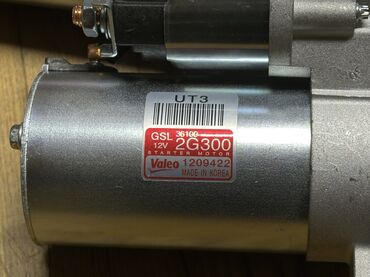 UT3
GSL 36100
12V 2G300
STARTER MOTOR
Valeo 1209422
MADE IN KOREA